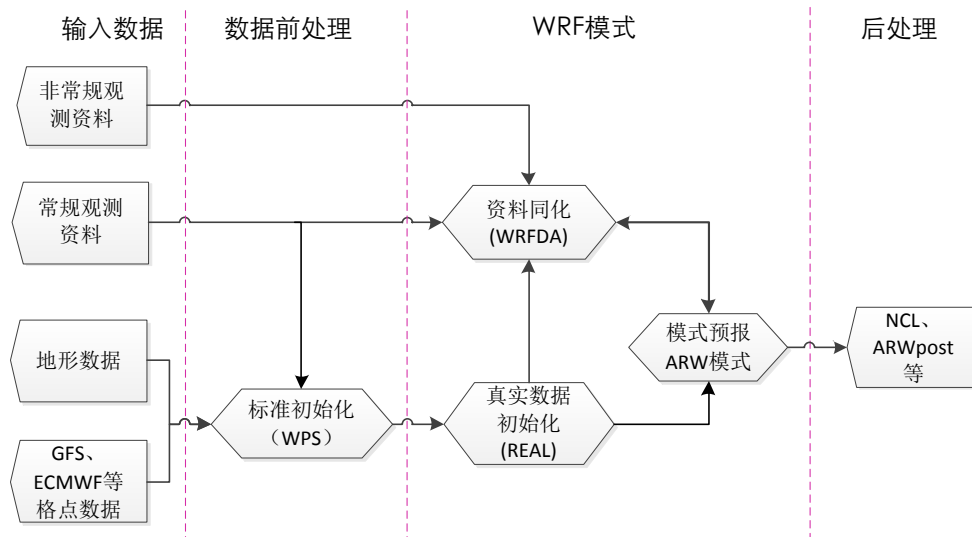 输入数据
数据前处理
WRF模式
后处理
非常规观
测资料
常规观测
资料
资料同化
(WRFDA)
地形数据
模式预报
ARW模式
NCL、
ARWpost
等
标准初始化
（WPS）
真实数据
初始化
(REAL)
GFS、
ECMWF等
格点数据